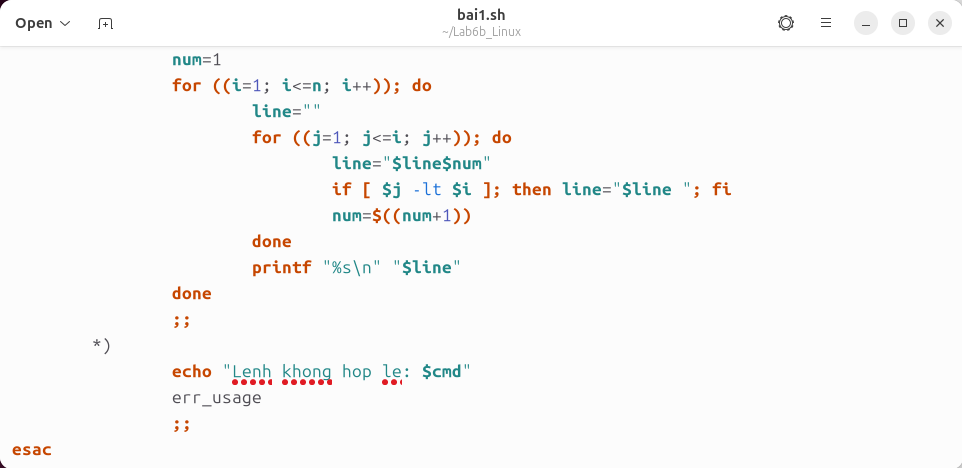 Open
bai1.sh
~/Lab6b_Linux
num=1
for ((i=1; i<=n; i++)); do
line=""
for ((j=1; j<=i; j++)); do
line="$line$num"
if [ $j -lt $i ]; then line="$line "; fi
num=$((num+1))
done
printf "%s\n" "$line"
done
;;
*)
echo "Lenh khong hop le: $cmd"
err_usage
;;
esac